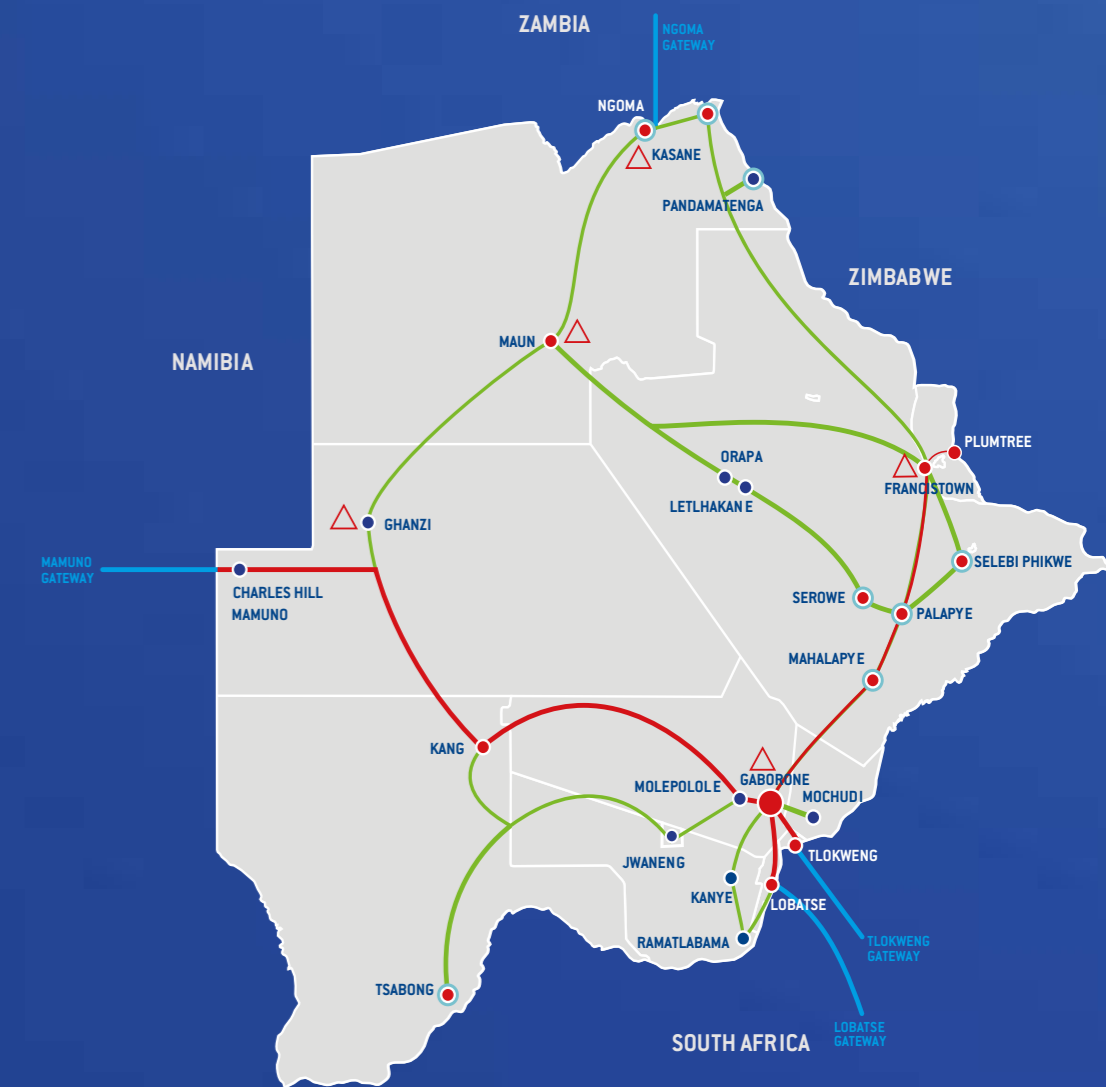 ZAMBIA
NGOMA
GATEWAY
NGOMA
KASANE
PANDAMATENGA
ZIMBABWE
NAMIBIA
MAUN
PLUMTREE
ORAPA
FRANCISTOWN
LETLHAKANE
GHANZI
MAMUNO
GATEWAY
SELEBI PHIKWE
CHARLES HILL
MAMUNO
SEROWE
PALAPYE
MAHALAPYE
KANG
GABORONE
MOLEPOLOLE
MOCHUDI
JWANENG
TLOKWENG
KANYE
LOBATSE
RAMATLABAMA
TLOKWENG
GATEWAY
TSABONG
SOUTH AFRICA
LOBATSE
GATEWAY